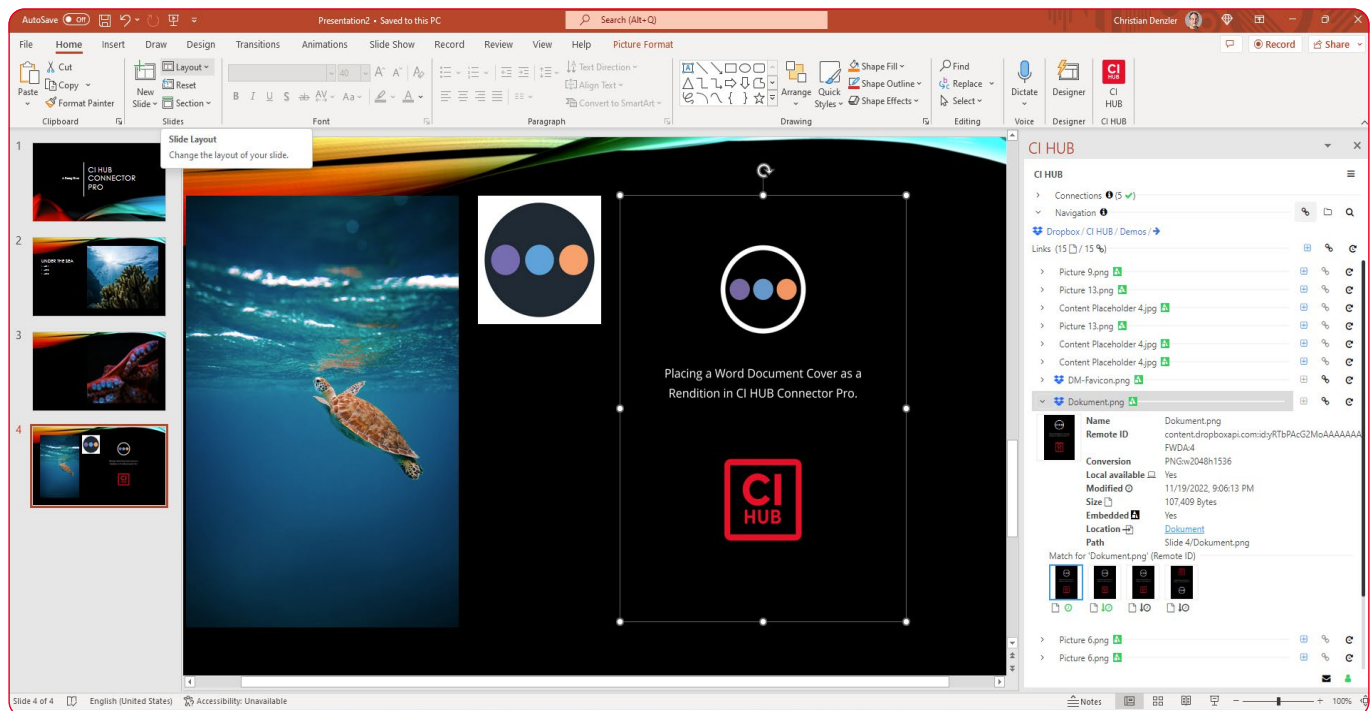 AutoSave Off Presentation2 • Saved to this PC Search (Alt+Q) Christian Denzler
File Home Insert Draw Design Transitions Animations Slide Show Record Review View Help Picture Format Record Share
Paste Cut Copy Format Painter Clipboard
New Slide Layout Reset Section Slides
40 A A B I U S ab AV Aa A Font
Text Direction Align Text Convert to SmartArt Paragraph
Arrange Quick Styles Shape Fill Shape Outline Shape Effects Drawing
Find Replace Select Editing
Dictate Voice
Designer Designer
CI HUB CI HUB CI HUB
Slide Layout
Change the layout of your slide.
1
CI HUB
CONNECTOR
PRO
2
UNDER THE SEA
3
4
Placing a Word Document Cover as a
Rendition in CI HUB Connector Pro.
CI
HUB
CI HUB
CI HUB
Connections (5 ✓)
Navigation
Dropbox / CI HUB / Demos /
Links (15 / 15)
Picture 9.png
Picture 13.png
Content Placeholder 4.jpg
Picture 13.png
Content Placeholder 4.jpg
Content Placeholder 4.jpg
DM-Favicon.png
Dokument.png
Name Dokument.png
Remote ID content.dropboxapi.com:id:yRTbPAcG2MoAAAAAAA
FWDA:4
Conversion PNG:w2048h1536
Local available Yes
Modified 11/19/2022, 9:06:13 PM
Size 107,409 Bytes
Embedded Yes
Location Dokument
Path Slide 4/Dokument.png
Match for 'Dokument.png' (Remote ID)
Picture 6.png
Picture 6.png
Slide 4 of 4 English (United States) Accessibility: Unavailable Notes 100%